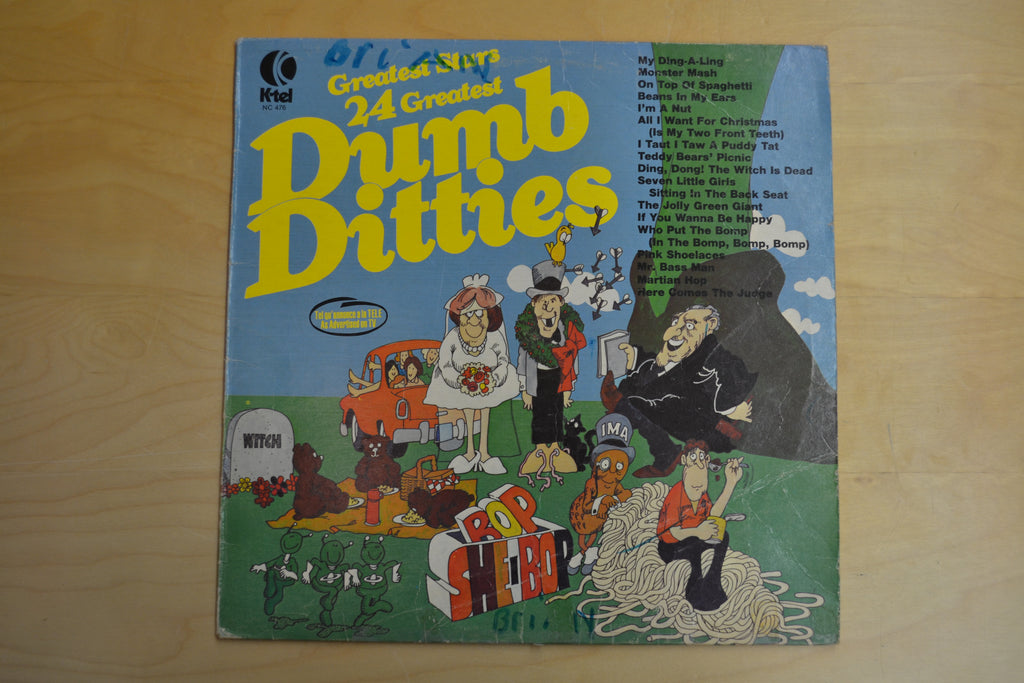 Brian
K-tel
NC 476
Greatest Stars
24 Greatest
Dumb
Ditties
Tel qu'annoncé à la TÉLÉ
As Advertised on TV
My Ding-A-Ling
Monster Mash
On Top Of Spaghetti
Beans In My Ears
I'm A Nut
All I Want For Christmas
(Is My Two Front Teeth)
I Taut I Taw A Puddy Tat
Teddy Bears' Picnic
Ding, Dong! The Witch Is Dead
Seven Little Girls
Sitting In The Back Seat
The Jolly Green Giant
If You Wanna Be Happy
Who Put The Bomp
(In The Bomp, Bomp, Bomp)
Pink Shoelaces
Mr. Bass Man
Martian Hop
Here Comes The Judge
WITCH
IMA
BOP
SHE BOP